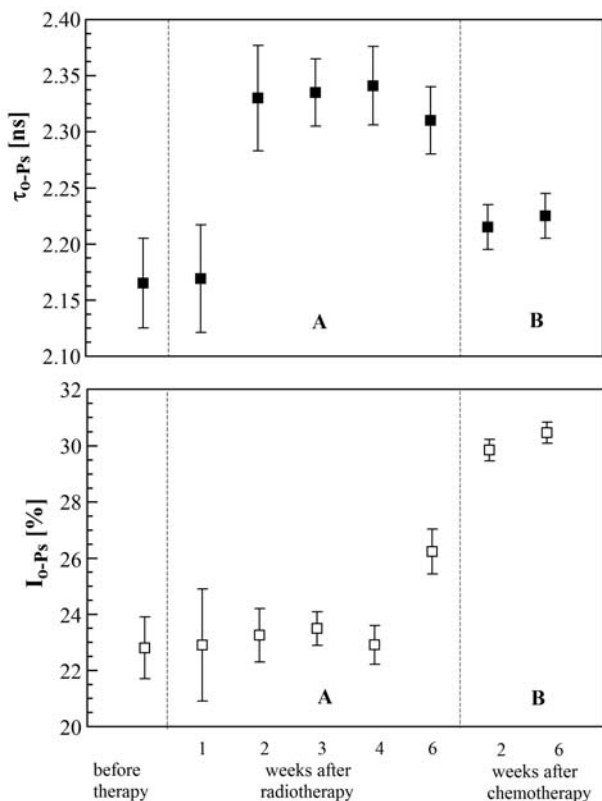 2.40
2.35
2.30
2.25
2.20
2.15
2.10
τo-Ps [ns]
A
B
32
30
28
26
24
22
20
Io-Ps [%]
A
B
1 2 3 4 6 2 6
before therapy
weeks after radiotherapy
weeks after chemotherapy